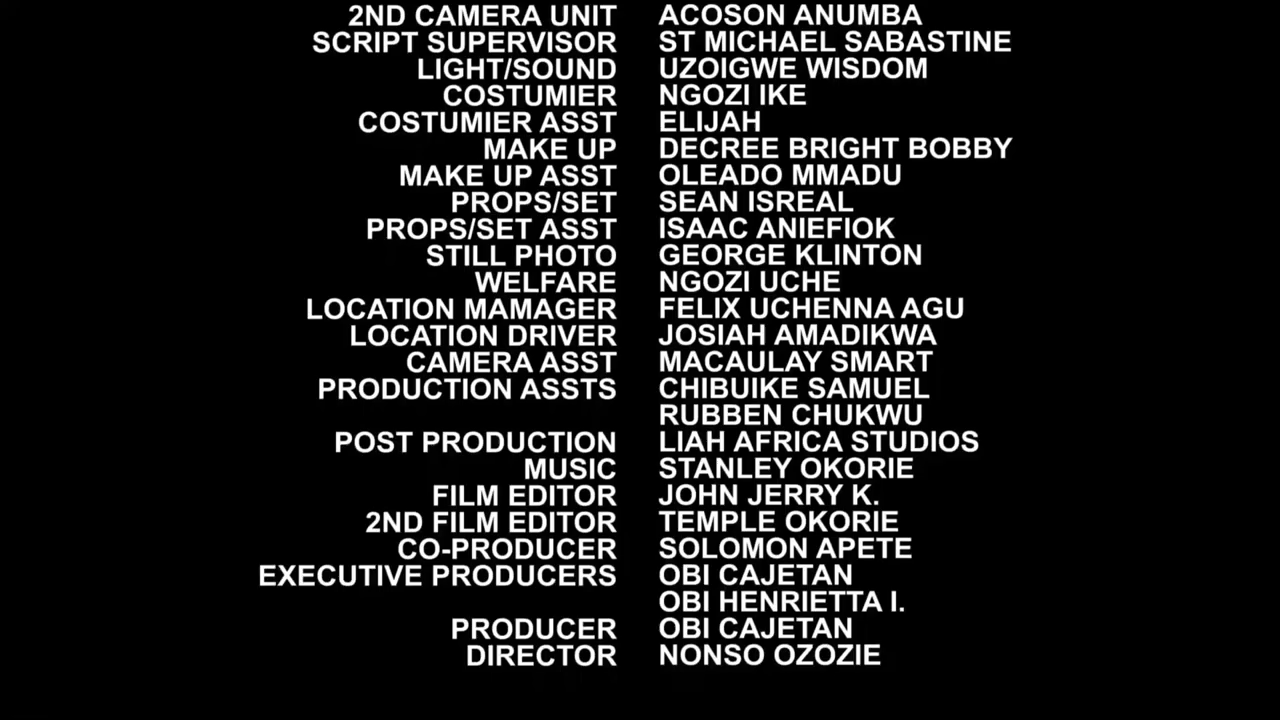 2ND CAMERA UNIT ACOSON ANUMBA
SCRIPT SUPERVISOR ST MICHAEL SABASTINE
LIGHT/SOUND UZOIGWE WISDOM
COSTUMIER NGOZI IKE
COSTUMIER ASST ELIJAH
MAKE UP DECREE BRIGHT BOBBY
MAKE UP ASST OLEADO MMADU
PROPS/SET SEAN ISREAL
PROPS/SET ASST ISAAC ANIEFIOK
STILL PHOTO GEORGE KLINTON
WELFARE NGOZI UCHE
LOCATION MAMAGER FELIX UCHENNA AGU
LOCATION DRIVER JOSIAH AMADIKWA
CAMERA ASST MACAULAY SMART
PRODUCTION ASSTS CHIBUIKE SAMUEL
RUBBEN CHUKWU
POST PRODUCTION LIAH AFRICA STUDIOS
MUSIC STANLEY OKORIE
FILM EDITOR JOHN JERRY K.
2ND FILM EDITOR TEMPLE OKORIE
CO-PRODUCER SOLOMON APETE
EXECUTIVE PRODUCERS OBI CAJETAN
OBI HENRIETTA I.
PRODUCER OBI CAJETAN
DIRECTOR NONSO OZOZIE